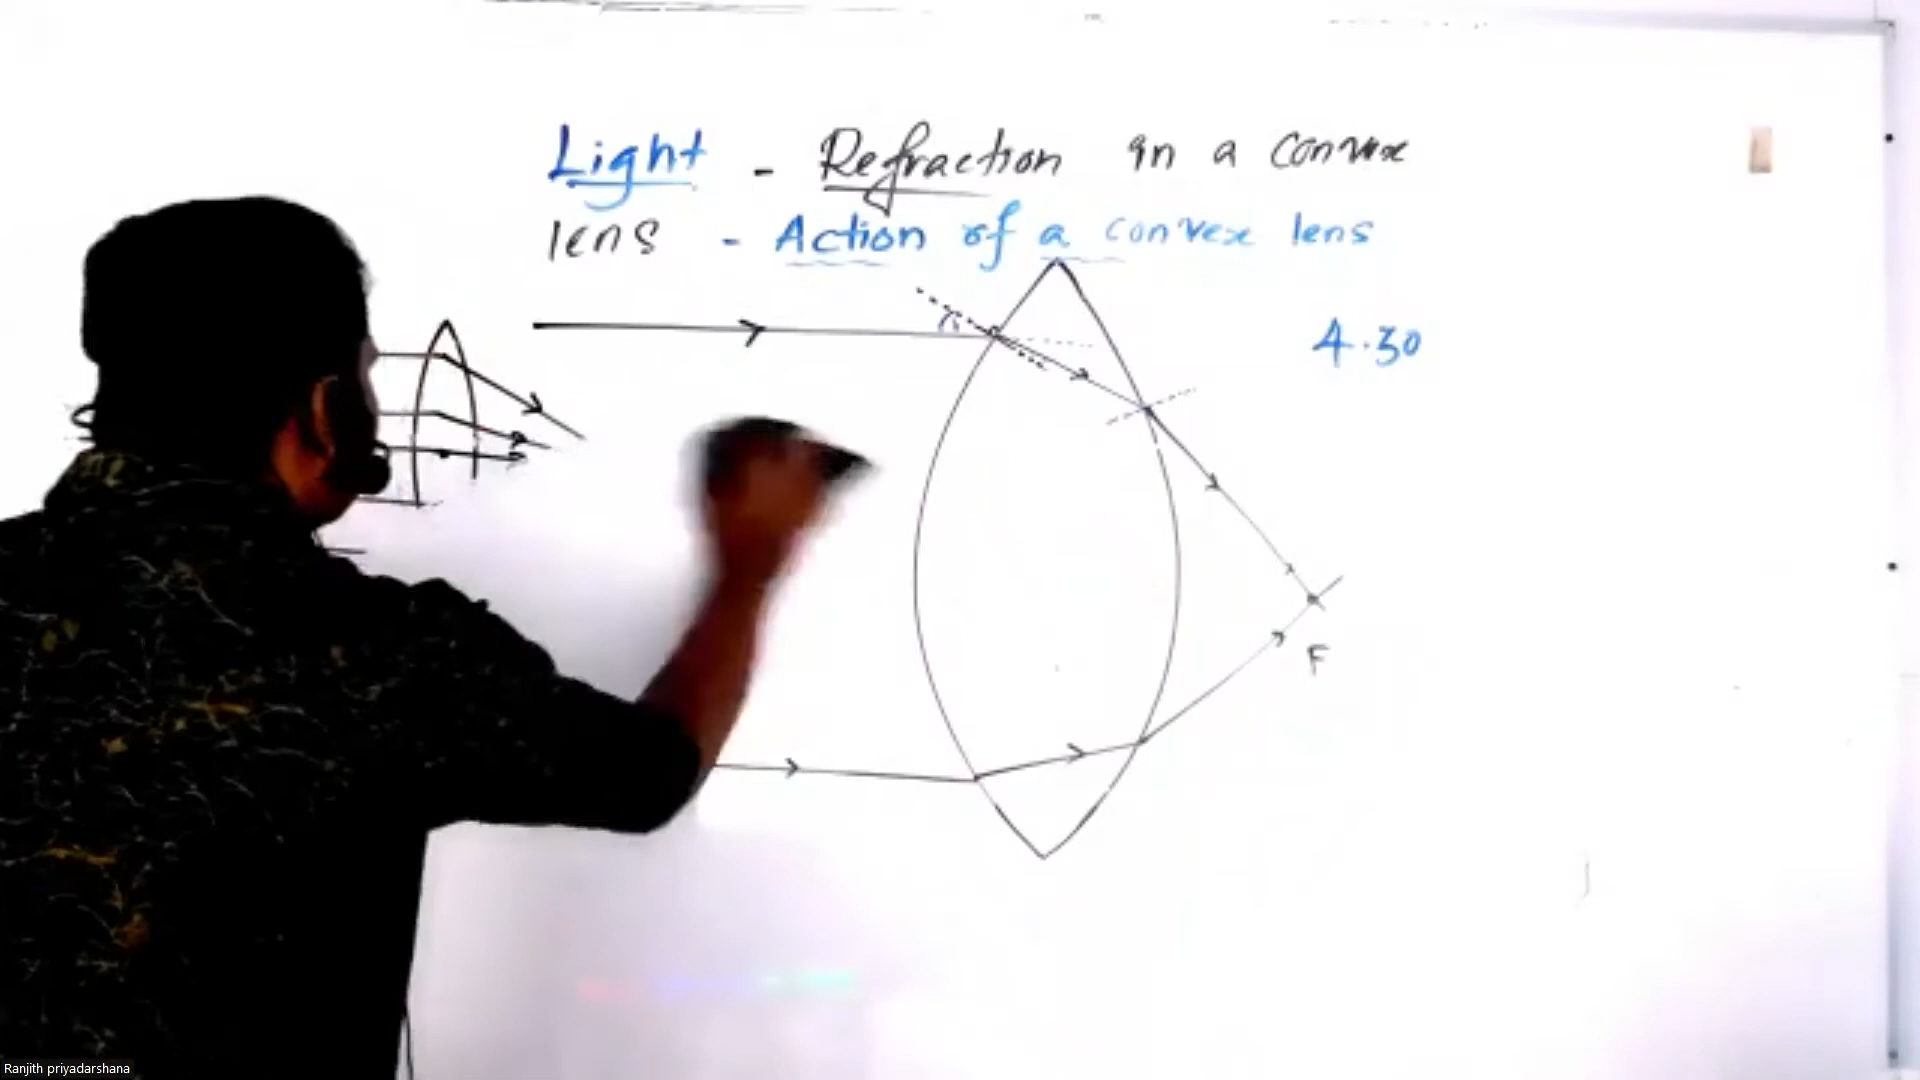 Light - Refraction in a convex
lens - Action of a convex lens
4.30
F
Ranjith priyadarshana